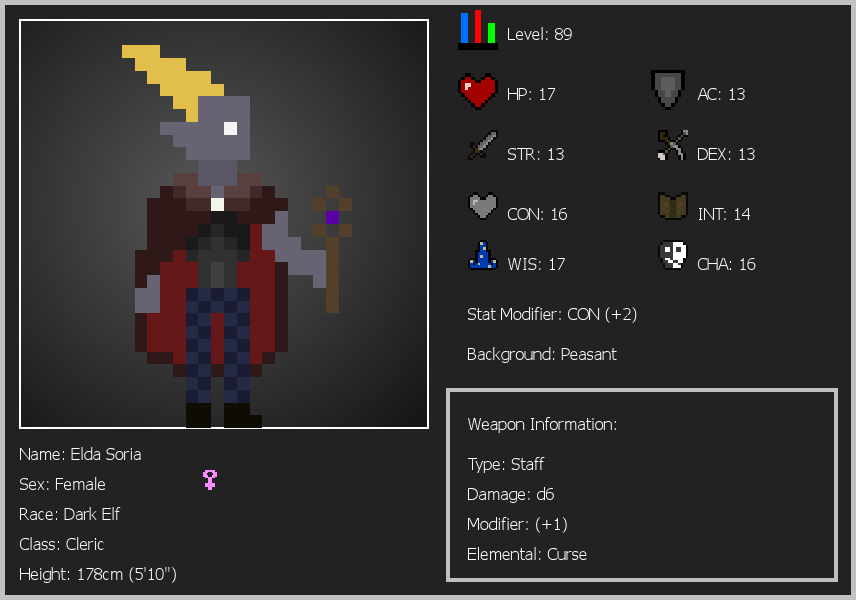 Level: 89
HP: 17
AC: 13
STR: 13
DEX: 13
CON: 16
INT: 14
WIS: 17
CHA: 16
Stat Modifier: CON (+2)
Background: Peasant
Weapon Information:
Type: Staff
Damage: d6
Modifier: (+1)
Elemental: Curse
Name: Elda Soria
Sex: Female
Race: Dark Elf
Class: Cleric
Height: 178cm (5'10")